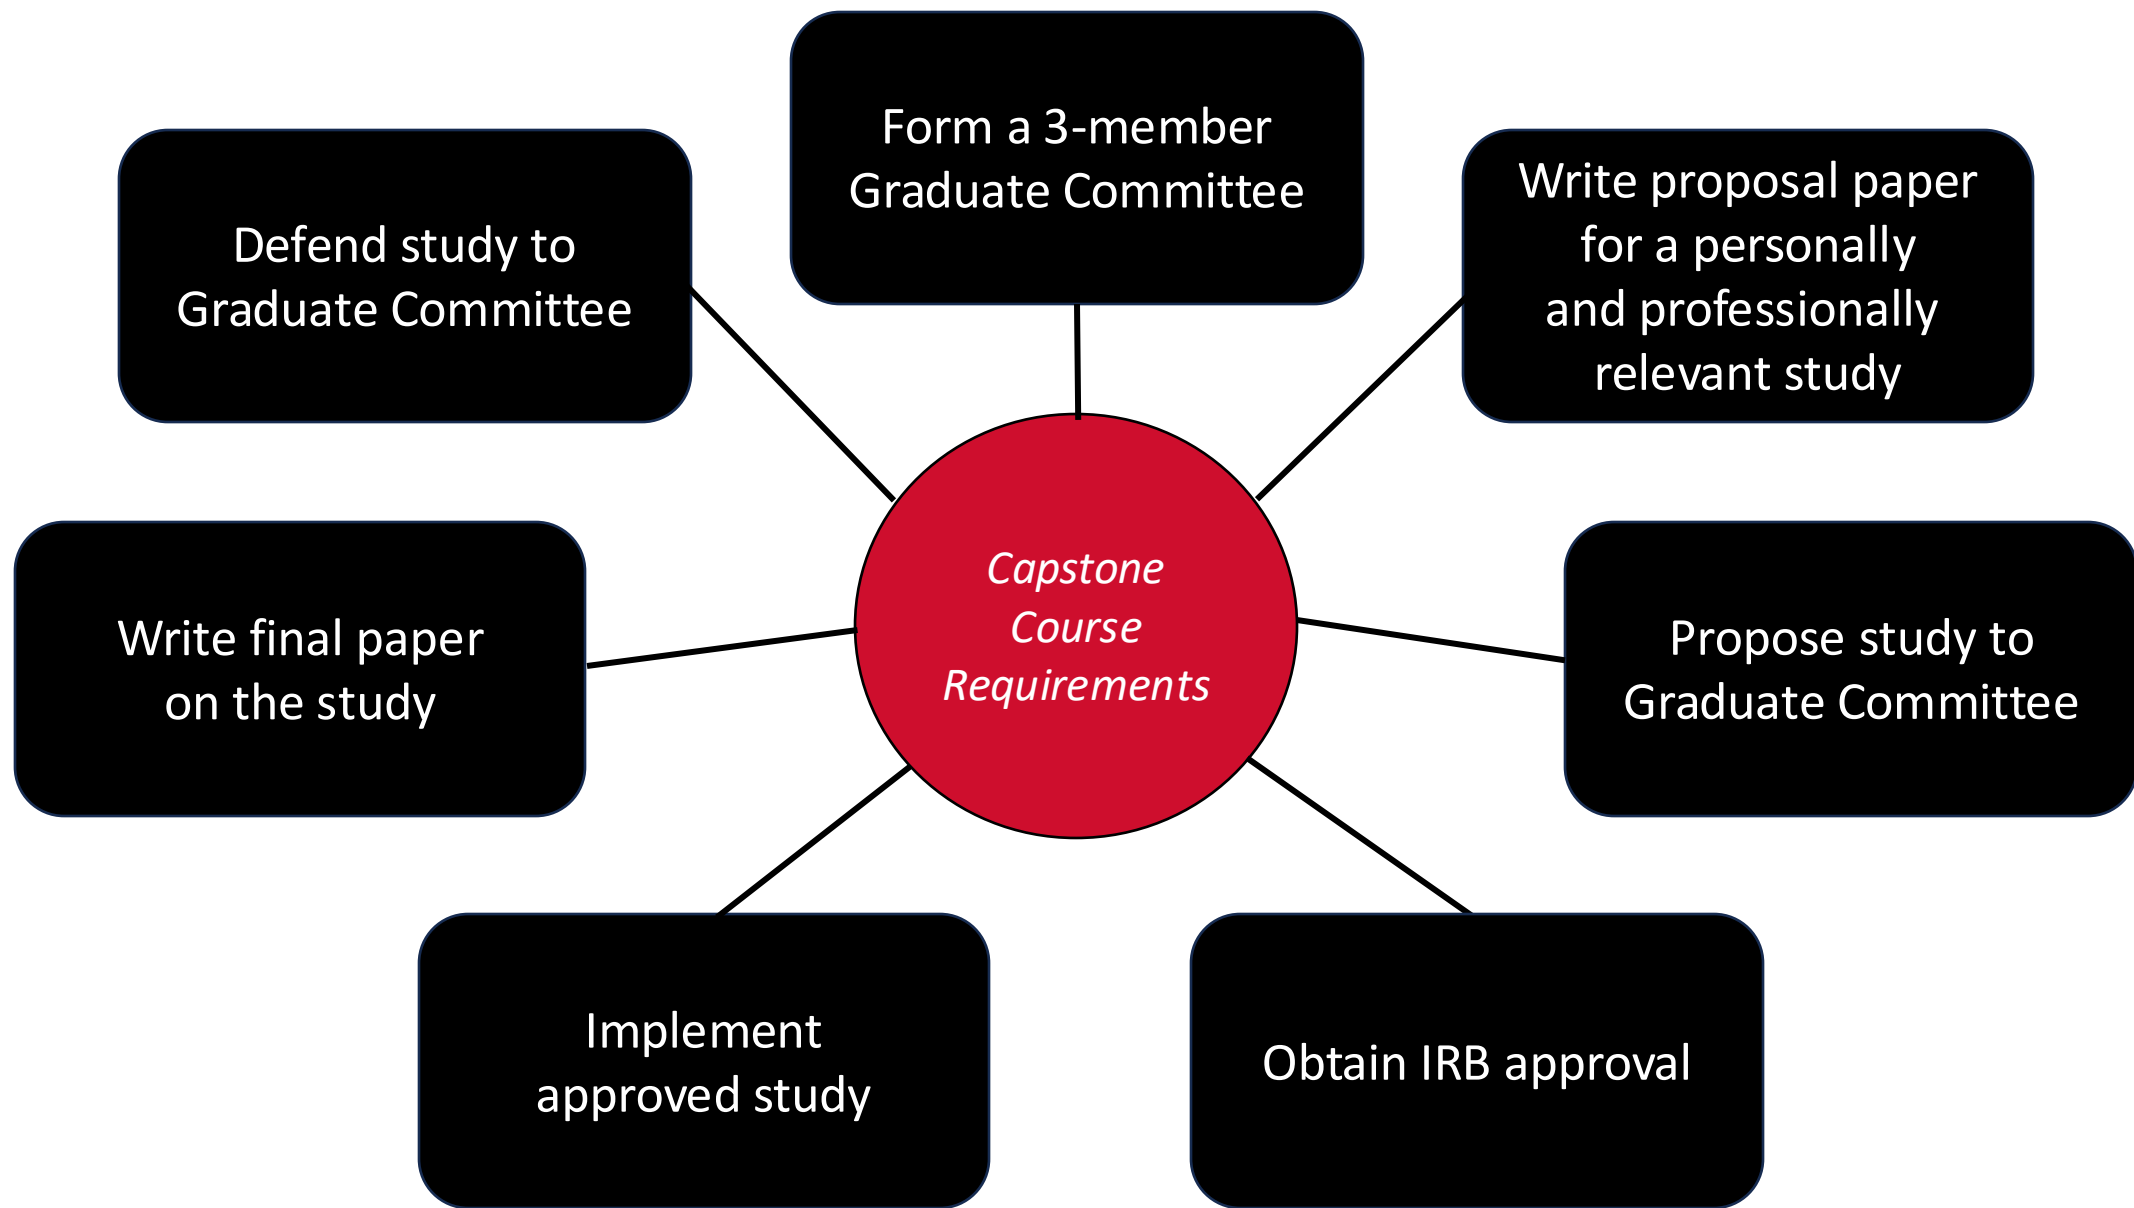 Form a 3-member
Graduate Committee
Write proposal paper
for a personally
and professionally
relevant study
Propose study to
Graduate Committee
Obtain IRB approval
Implement
approved study
Write final paper
on the study
Defend study to
Graduate Committee
Capstone
Course
Requirements